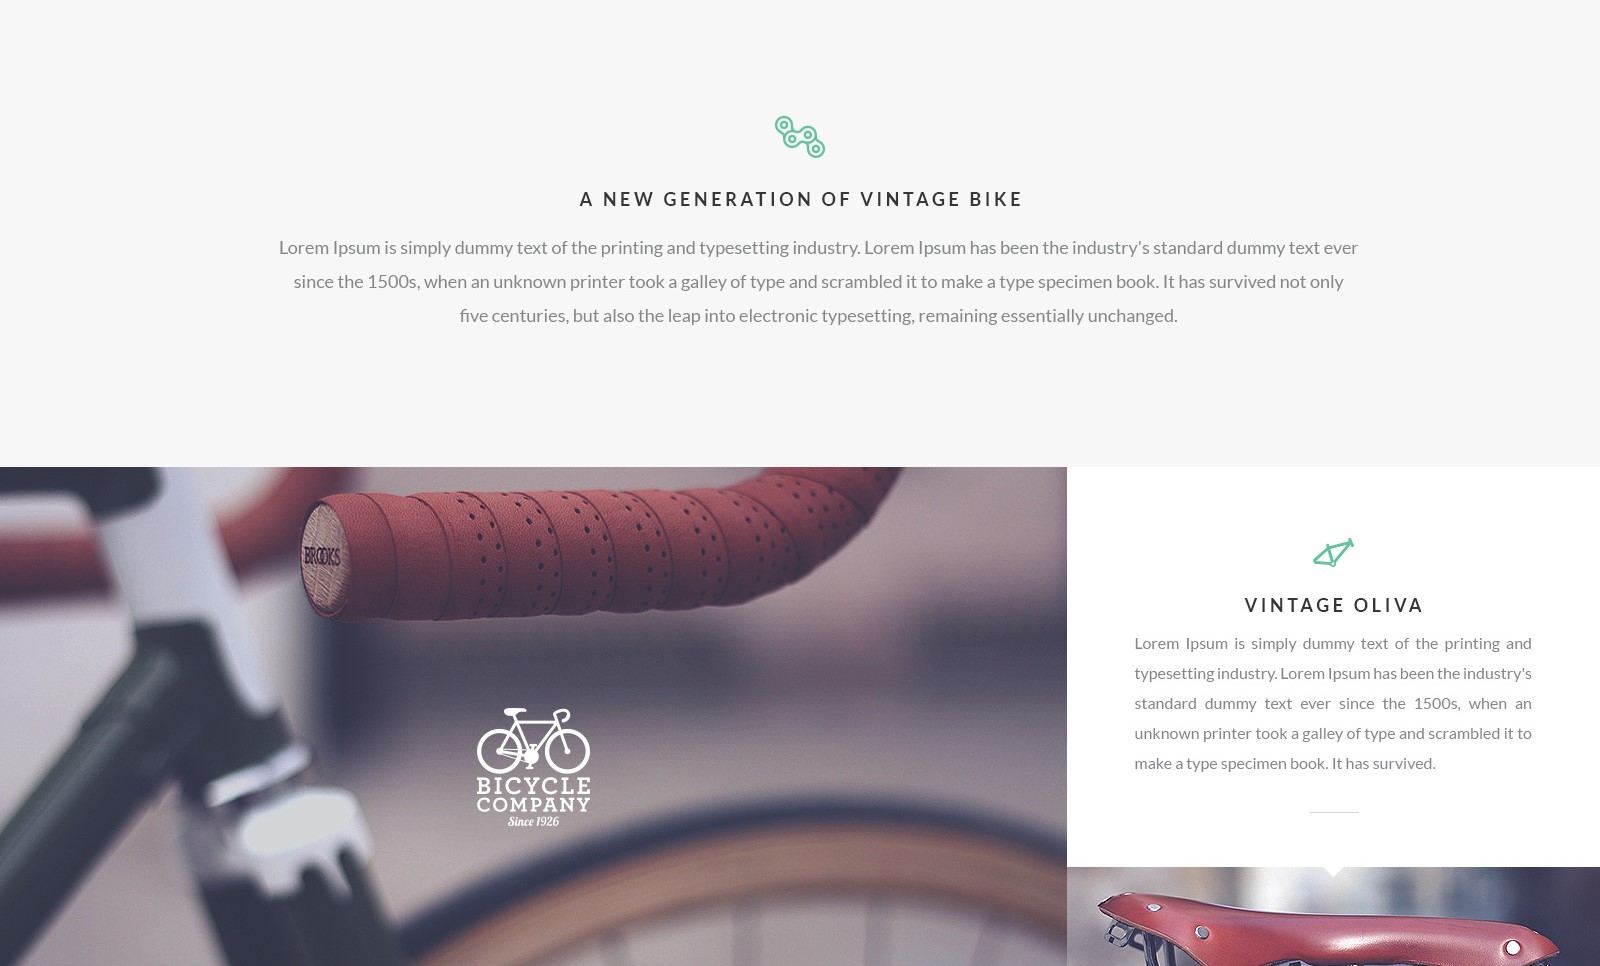 A NEW GENERATION OF VINTAGE BIKE
Lorem Ipsum is simply dummy text of the printing and typesetting industry. Lorem Ipsum has been the industry's standard dummy text ever
since the 1500s, when an unknown printer took a galley of type and scrambled it to make a type specimen book. It has survived not only
five centuries, but also the leap into electronic typesetting, remaining essentially unchanged.
BROOKS
BICYCLE
COMPANY
Since 1926
VINTAGE OLIVA
Lorem Ipsum is simply dummy text of the printing and
typesetting industry. Lorem Ipsum has been the industry's
standard dummy text ever since the 1500s, when an
unknown printer took a galley of type and scrambled it to
make a type specimen book. It has survived.